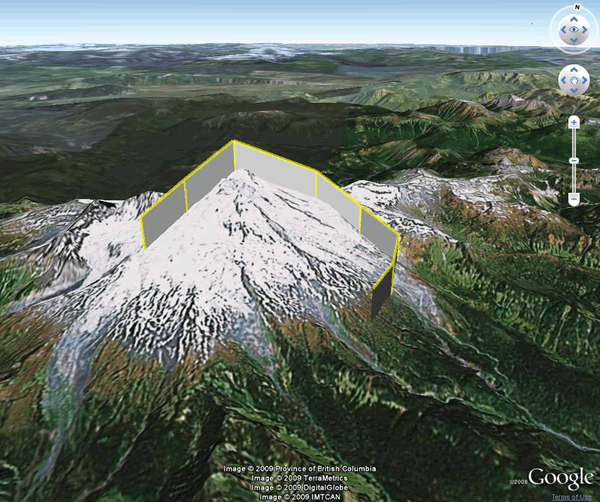 N
Image © 2009 Province of British Columbia
Image © 2009 TerraMetrics
Image © 2009 DigitalGlobe
Image © 2009 IMTCAN
©2009 Google
Terms of Use